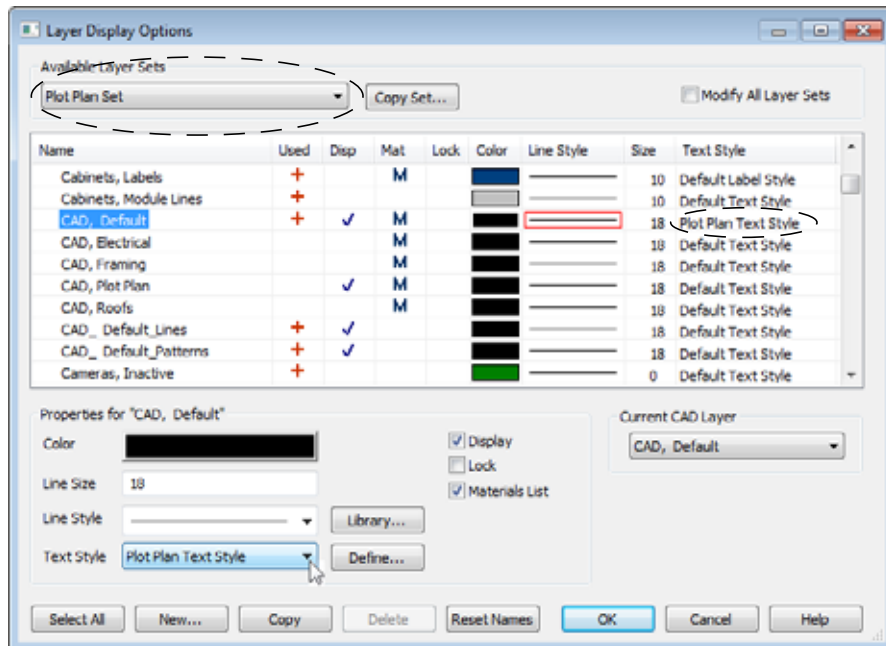 Layer Display Options
Available Layer Sets
Plot Plan Set
Copy Set...
Modify All Layer Sets
Name Used Disp Mat Lock Color Line Style Size Text Style
Cabinets, Labels + M 10 Default Label Style
Cabinets, Module Lines + 10 Default Text Style
CAD, Default + ✓ M 18 Plot Plan Text Style
CAD, Electrical M 18 Default Text Style
CAD, Framing M 18 Default Text Style
CAD, Plot Plan ✓ M 18 Default Text Style
CAD, Roofs M 18 Default Text Style
CAD_ Default_Lines + ✓ 18 Default Text Style
CAD_ Default_Patterns + ✓ 18 Default Text Style
Cameras, Inactive + 0 Default Text Style
Properties for "CAD, Default"
Color
Line Size 18
Line Style
Library...
Text Style Plot Plan Text Style
Define...
Display
Lock
Materials List
Current CAD Layer
CAD, Default
Select All New... Copy Delete Reset Names OK Cancel Help